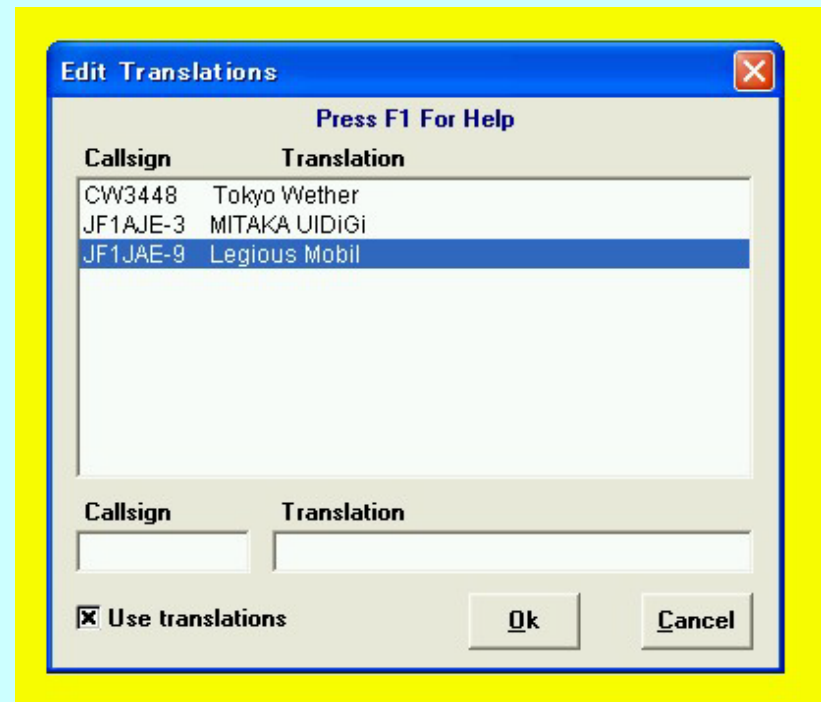 Edit Translations
Press F1 For Help
Callsign Translation
CW3448 Tokyo Wether
JF1AJE-3 MITAKA UIDiGi
JF1JAE-9 Legious Mobil
Callsign Translation
Use translations Ok Cancel